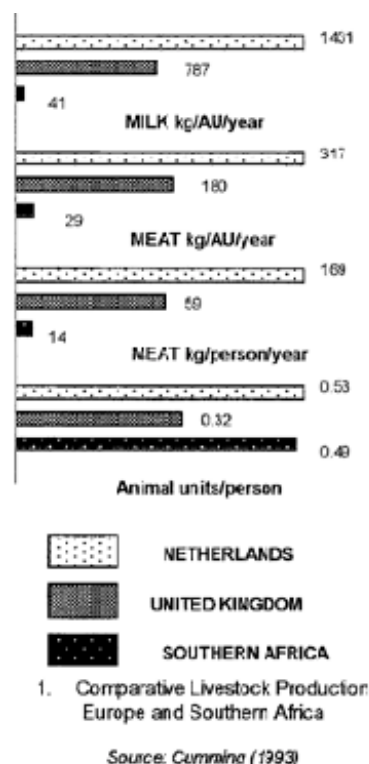 787
41
MILK kg/AU/year
317
180
29
MEAT kg/AU/year
59
14
MEAT kg/person/year
0.53
0.32
0.49
Animal units/person
NETHERLANDS
UNITED KINGDOM
SOUTHERN AFRICA
1. Comparative Livestock Production
Europe and Southern Africa
Source: Cumming (1993)